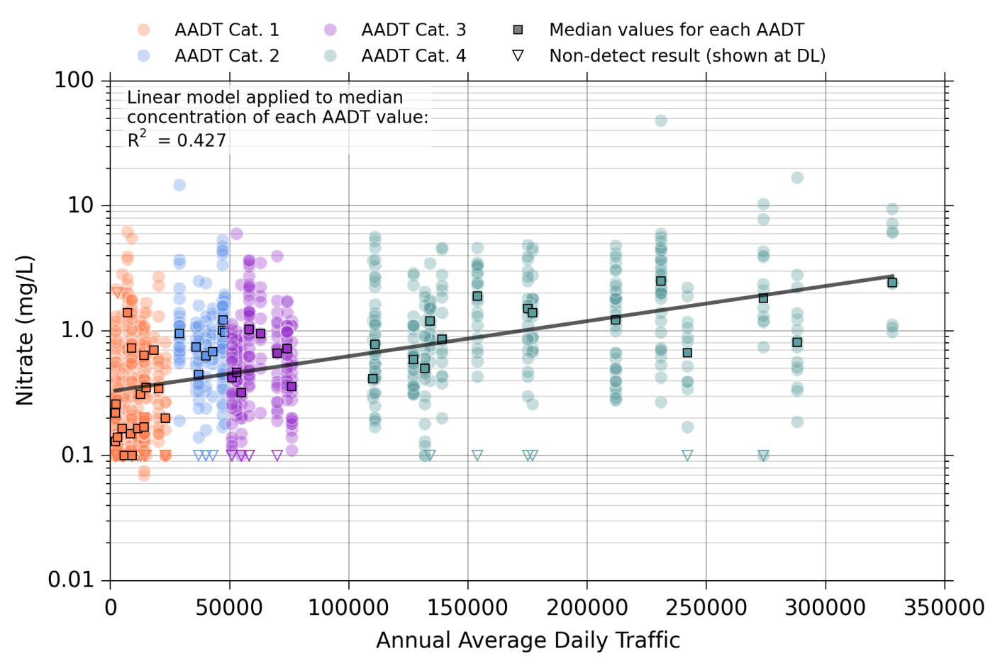 AADT Cat. 1
AADT Cat. 2
AADT Cat. 3
AADT Cat. 4
Median values for each AADT
Non-detect result (shown at DL)
Linear model applied to median
concentration of each AADT value:
R² = 0.427
100
10
1.0
0.1
0.01
Nitrate (mg/L)
0
50000
100000
150000
200000
250000
300000
350000
Annual Average Daily Traffic